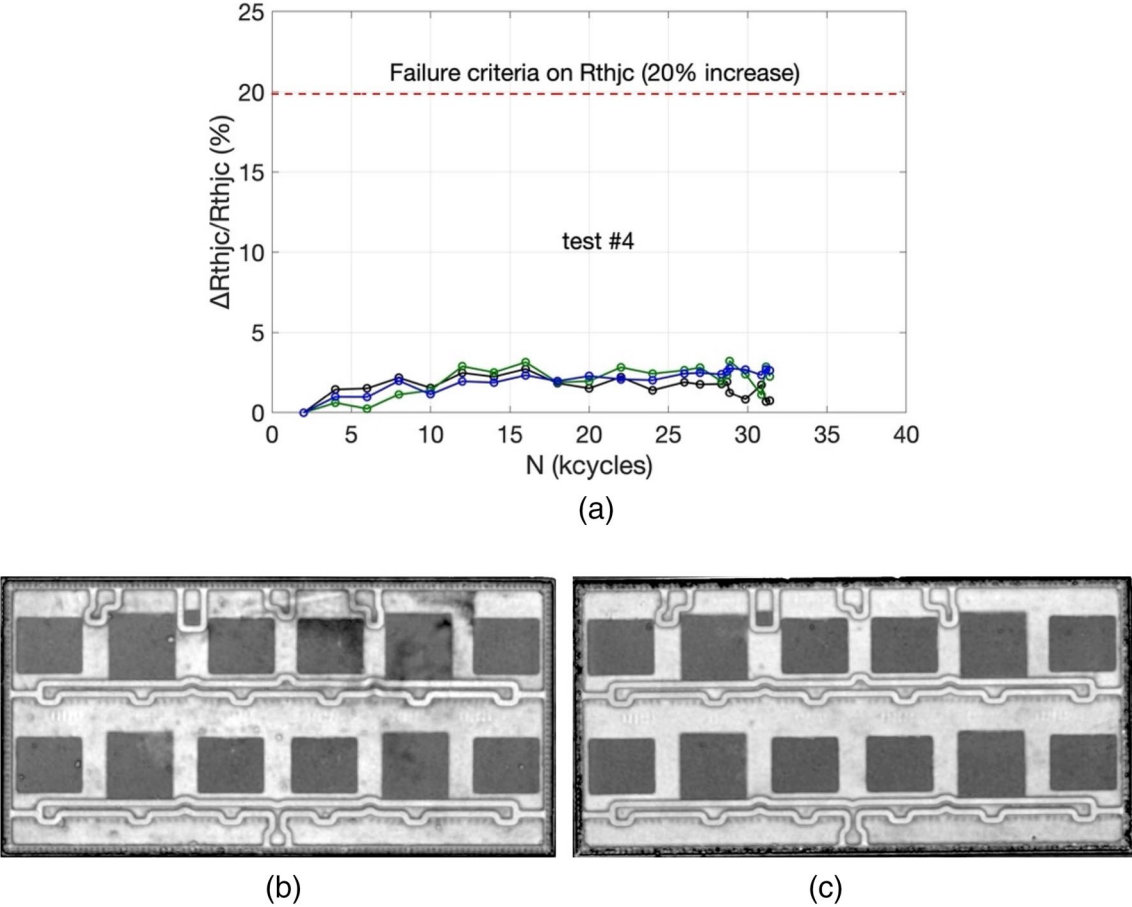 25
Failure criteria on Rthjc (20% increase)
20
15
test #4
10
5
0
0 5 10 15 20 25 30 35 40
ΔRthjc/Rthjc (%)
N (kcycles)
(a)
(b) (c)